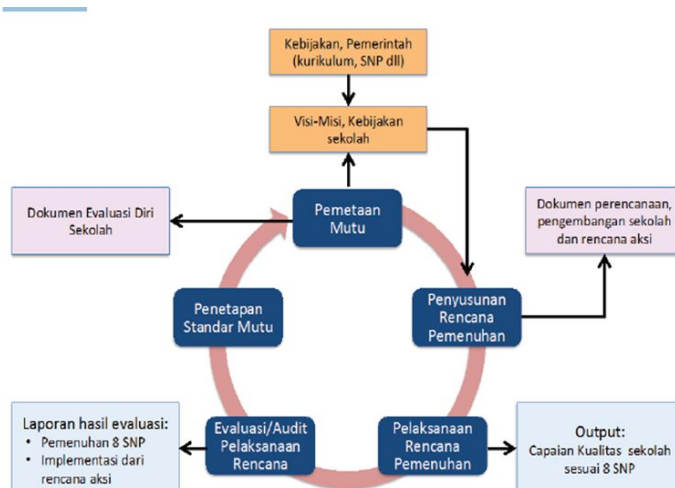 Kebijakan, Pemerintah
(kurikulum, SNP dll)
Visi-Misi, Kebijakan
sekolah
Dokumen Evaluasi Diri
Sekolah
Pemetaan
Mutu
Dokumen perencanaan,
pengembangan sekolah
dan rencana aksi
Penetapan
Standar Mutu
Penyusunan
Rencana
Pemenuhan
Laporan hasil evaluasi:
• Pemenuhan 8 SNP
• Implementasi dari
rencana aksi
Evaluasi/Audit
Pelaksanaan
Rencana
Pelaksanaan
Rencana
Pemenuhan
Output:
Capaian Kualitas sekolah
sesuai 8 SNP